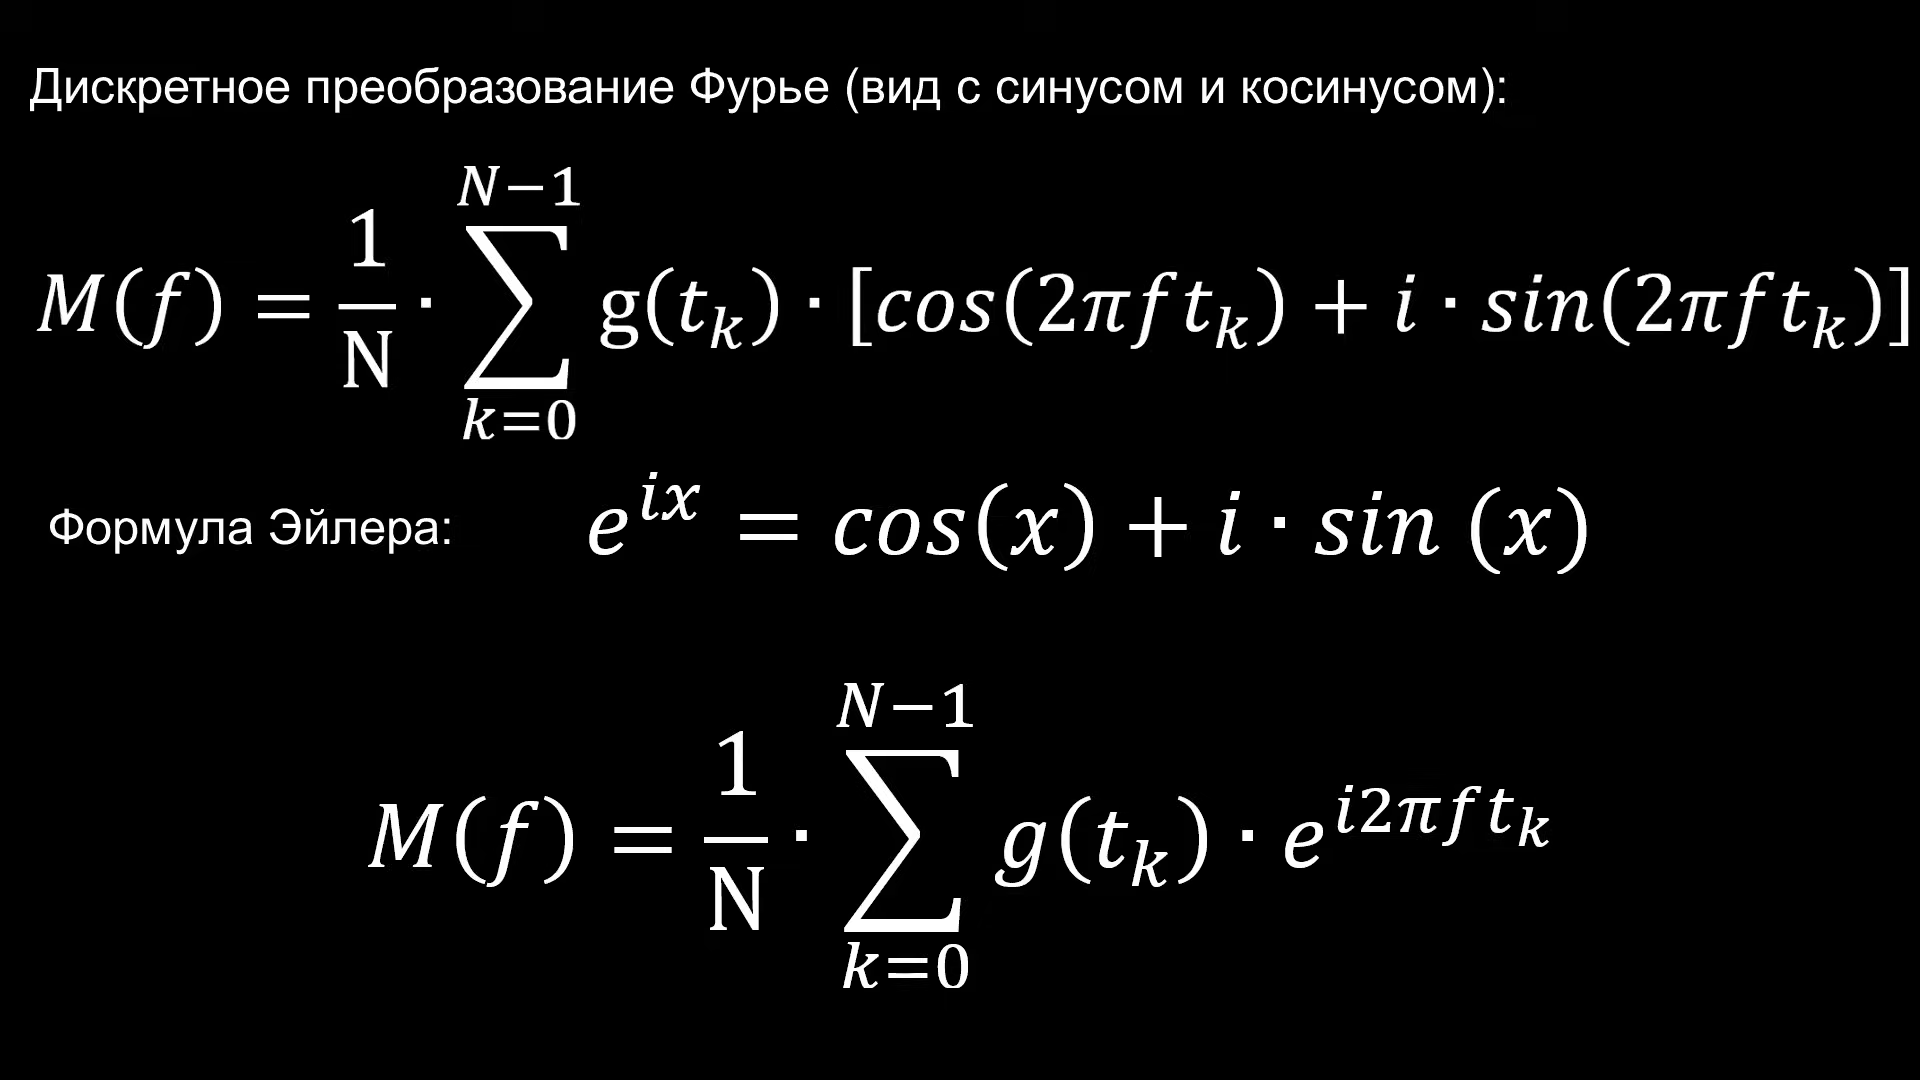 Дискретное преобразование Фурье (вид с синусом и косинусом):
M(f) = 1/N · ∑_{k=0}^{N−1} g(t_k) · [cos(2πft_k) + i · sin(2πft_k)]
Формула Эйлера: e^{ix} = cos(x) + i · sin (x)
M(f) = 1/N · ∑_{k=0}^{N−1} g(t_k) · e^{i2πft_k}